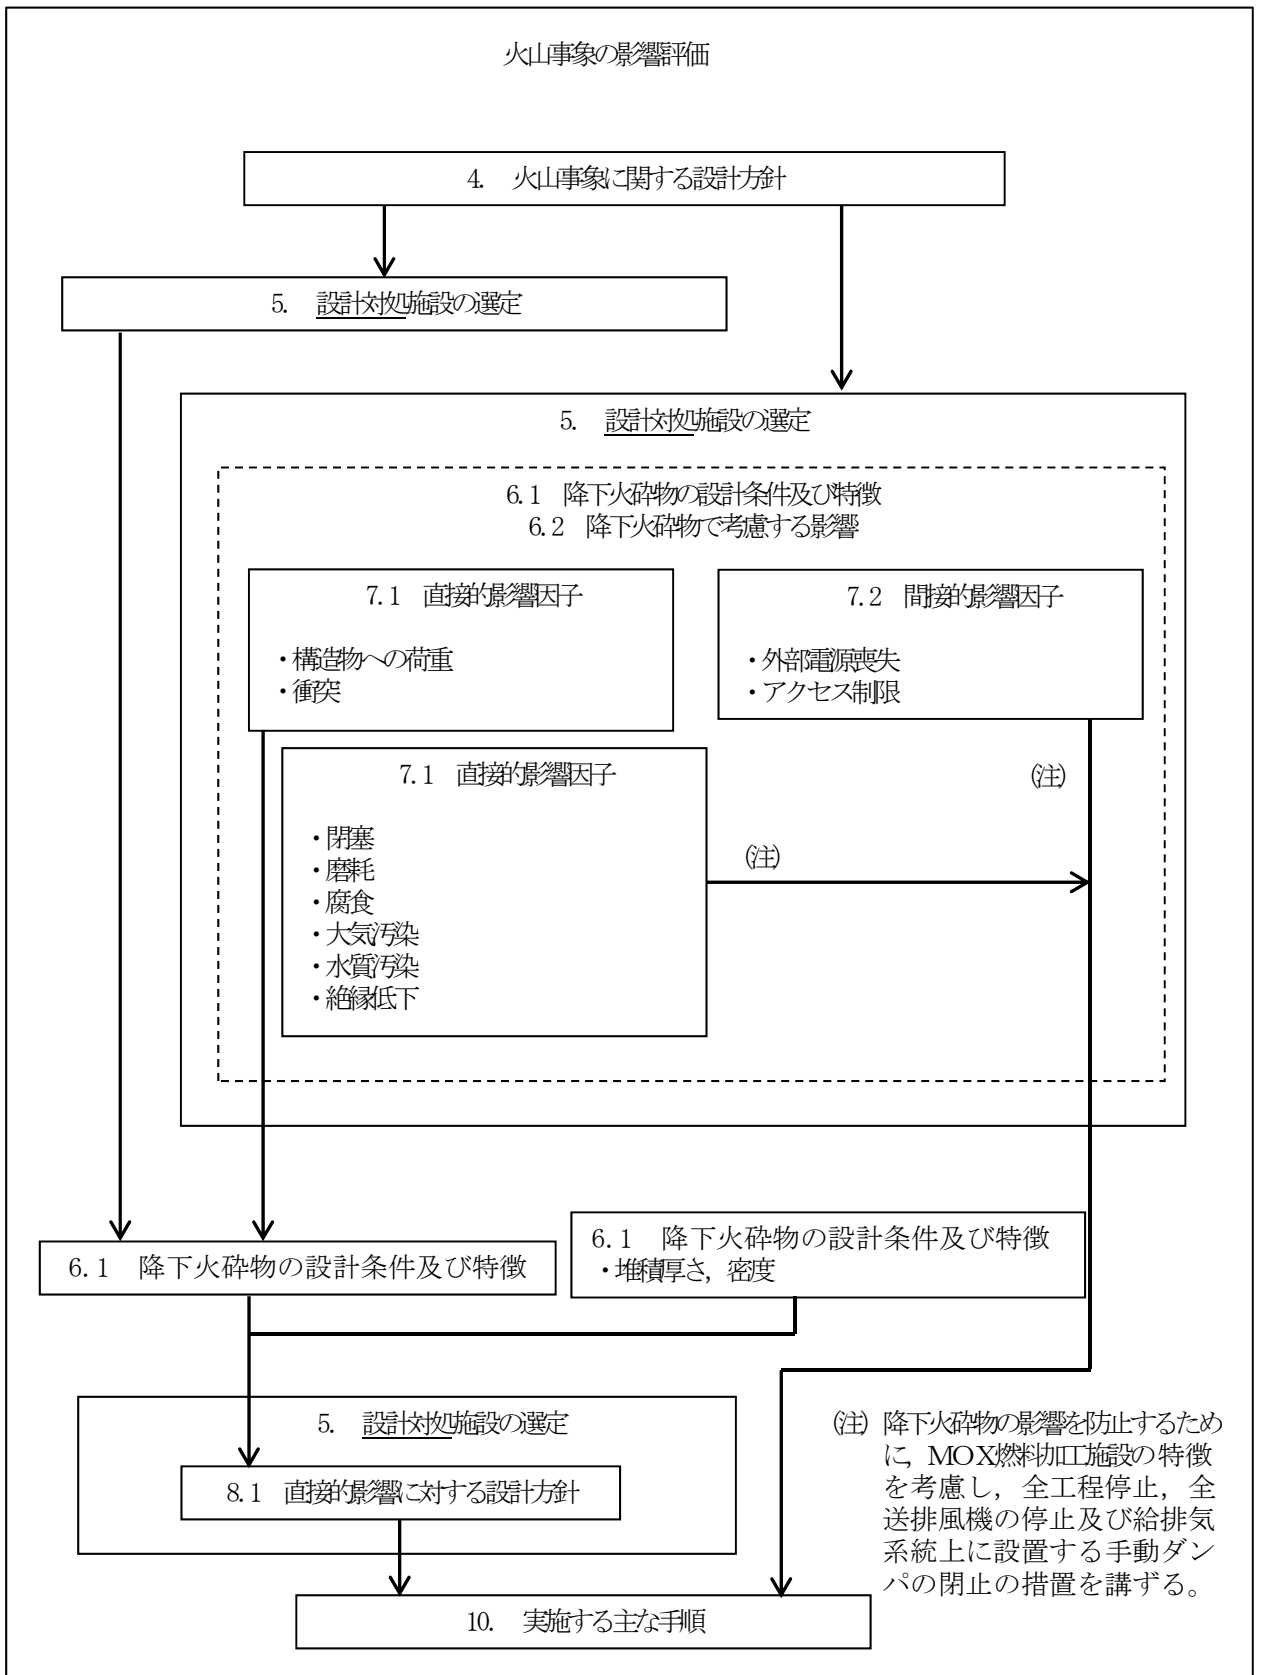 火山事象の影響評価
4. 火山事象に関する設計方針
5. 設計対処施設の選定
5. 設計対処施設の選定
6.1 降下火砕物の設計条件及び特徴
6.2 降下火砕物で考慮する影響
7.1 直接的影響因子
・構造物への荷重
・衝突
7.2 間接的影響因子
・外部電源喪失
・アクセス制限
7.1 直接的影響因子
・閉塞
・磨耗
・腐食
・大気汚染
・水質汚染
・絶縁低下
(注)
(注)
6.1 降下火砕物の設計条件及び特徴
6.1 降下火砕物の設計条件及び特徴
・堆積厚さ，密度
5. 設計対処施設の選定
8.1 直接的影響に対する設計方針
10. 実施する主な手順
(注) 降下火砕物の影響を防止するため
に，MOX燃料加工施設の特徴
を考慮し，全工程停止，全
送排風機の停止及び給排気
系統上に設置する手動ダン
パの閉止の措置を講ずる。